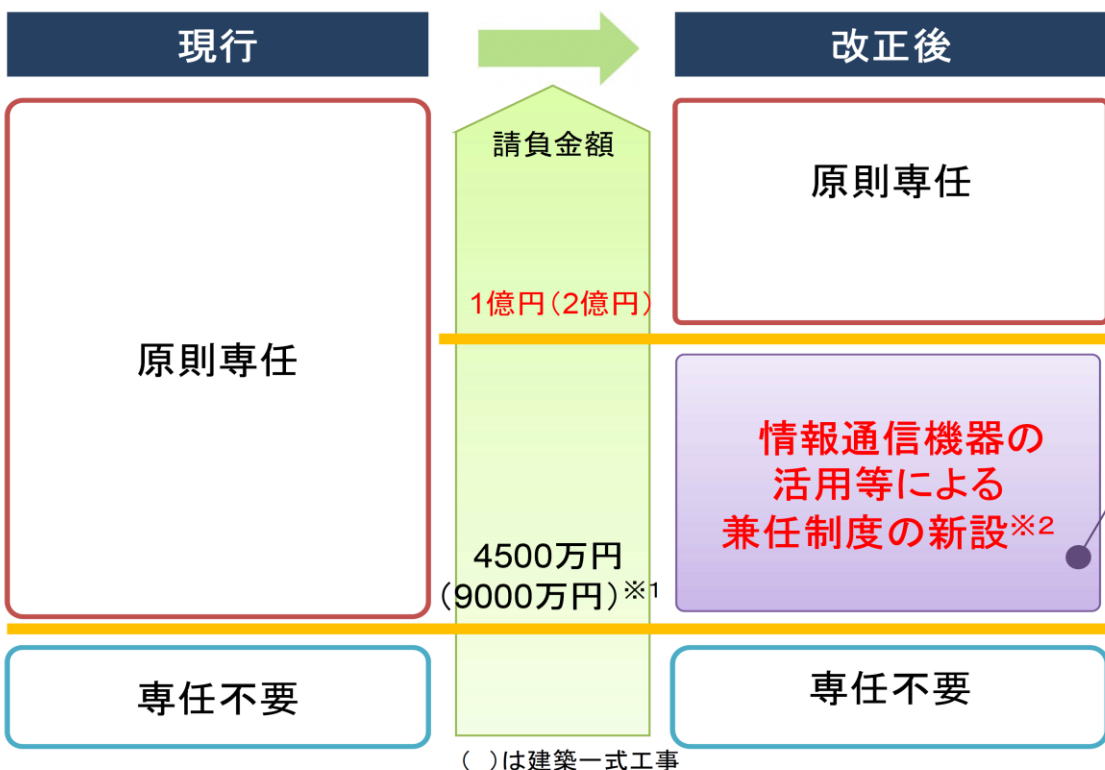 現行
改正後
請負金額
原則専任
1億円(2億円)
原則専任
情報通信機器の
活用等による
兼任制度の新設※2
4500万円
(9000万円)※1
専任不要
専任不要
( )は建築一式工事